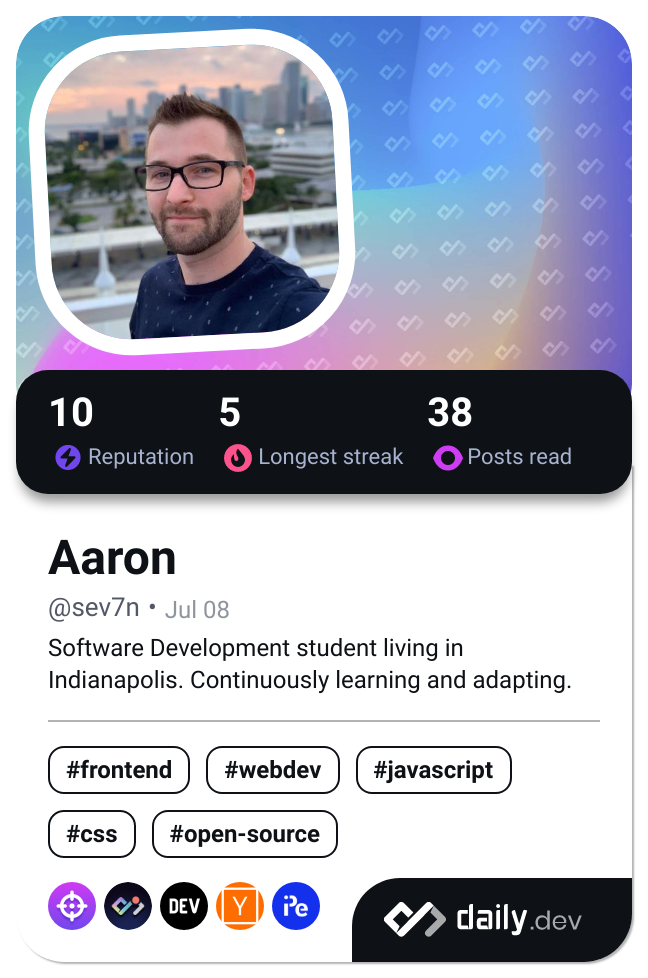 10 5 38
Reputation Longest streak Posts read
Aaron
@sev7n • Jul 08
Software Development student living in
Indianapolis. Continuously learning and adapting.
#frontend #webdev #javascript
#css #open-source
DEV Y Pe
daily.dev